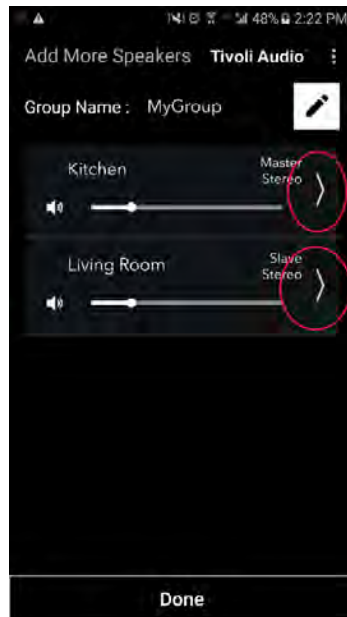 48% 2:22 PM
Add More Speakers Tivoli Audio
Group Name : MyGroup
Kitchen
Master
Stereo
Living Room
Slave
Stereo
Done